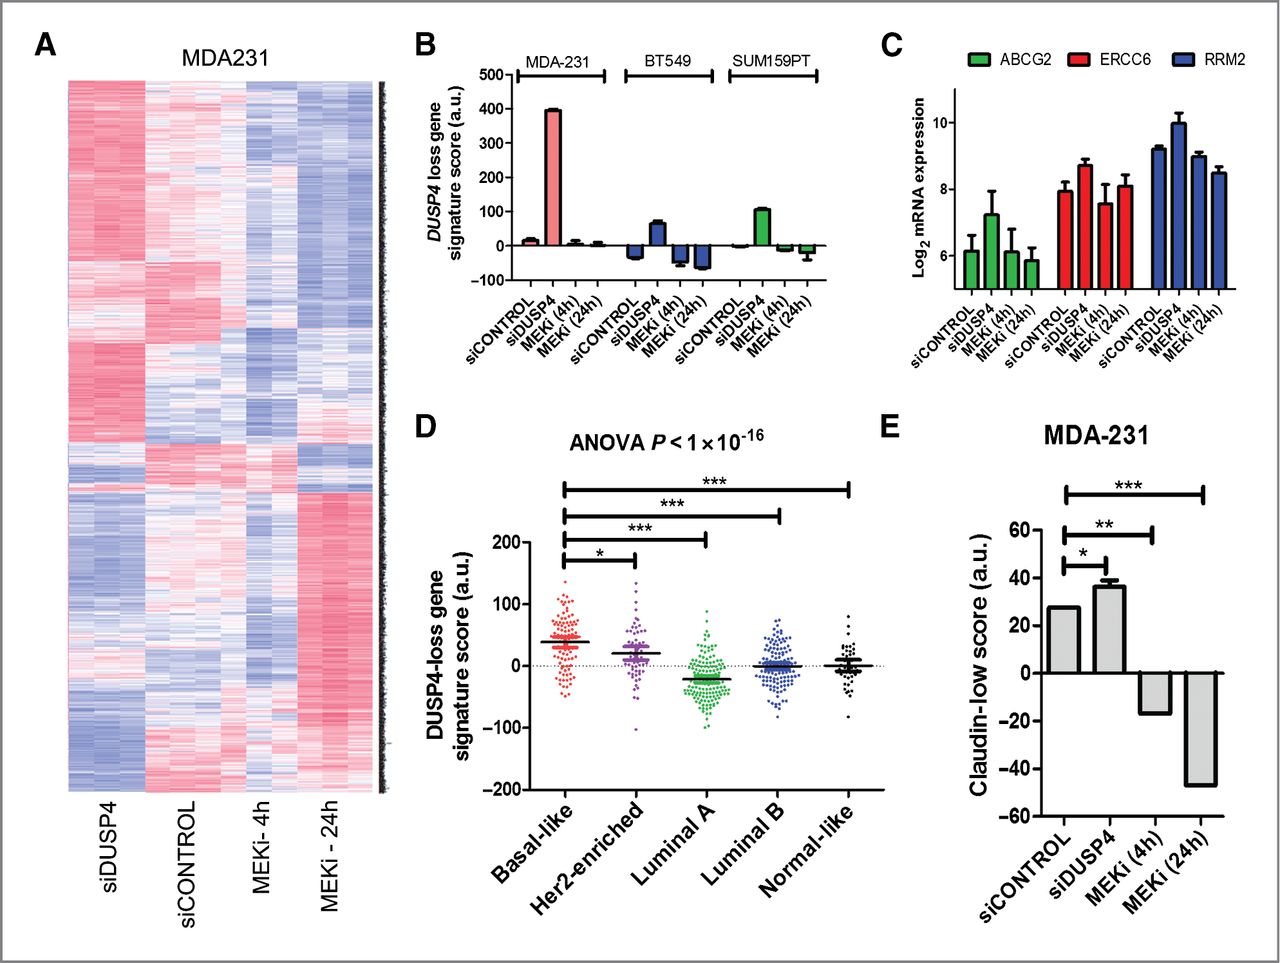 A
MDA231
siDUSP4
siCONTROL
MEKi- 4h
MEKi - 24h
B
MDA-231
BT549
SUM159PT
DUSP4 loss gene
signature score (a.u.)
500
400
300
200
100
0
−100
siCONTROL
siDUSP4
MEKi (4h)
MEKi (24h)
siCONTROL
siDUSP4
MEKi (4h)
MEKi (24h)
siCONTROL
siDUSP4
MEKi (4h)
MEKi (24h)
C
ABCG2
ERCC6
RRM2
Log2 mRNA expression
10
8
6
siCONTROL
siDUSP4
MEKi (4h)
MEKi (24h)
siCONTROL
siDUSP4
MEKi (4h)
MEKi (24h)
siCONTROL
siDUSP4
MEKi (4h)
MEKi (24h)
D
ANOVA P < 1×10-16
***
***
***
*
DUSP4-loss gene
signature score (a.u.)
200
100
0
−100
−200
Basal-like
Her2-enriched
Luminal A
Luminal B
Normal-like
E
MDA-231
***
**
*
Claudin-low score (a.u.)
60
40
20
0
−20
−40
−60
siCONTROL
siDUSP4
MEKi (4h)
MEKi (24h)